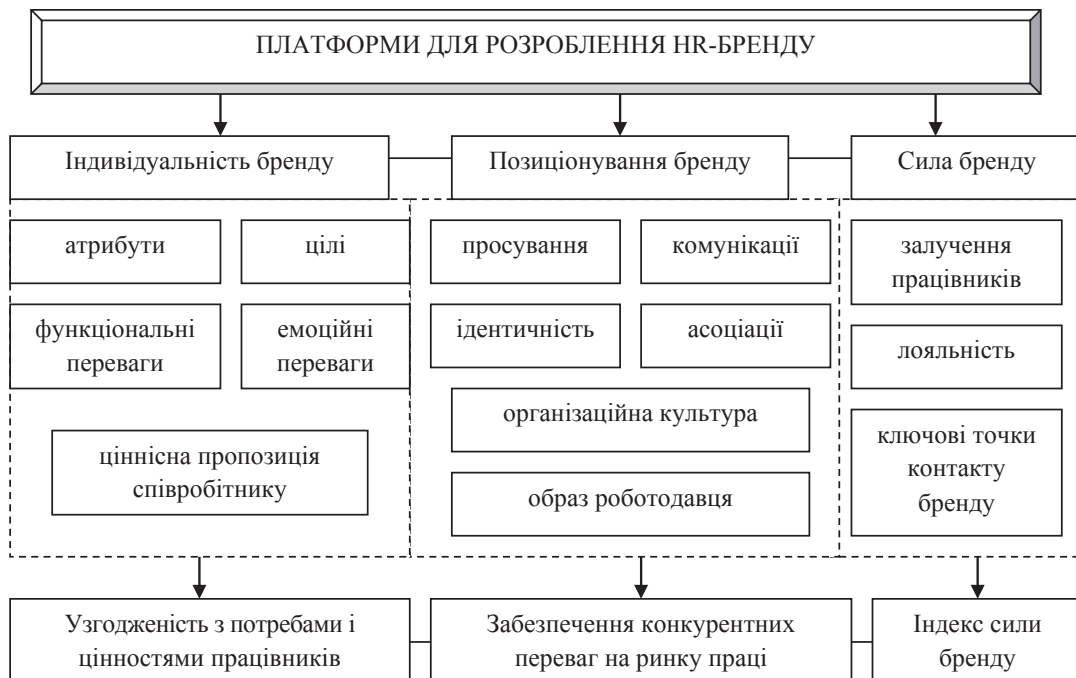 ПЛАТФОРМИ ДЛЯ РОЗРОБЛЕННЯ HR-БРЕНДУ
Індивідуальність бренду
Позиціонування бренду
Сила бренду
атрибути
цілі
функціональні
переваги
емоційні
переваги
ціннісна пропозиція
співробітнику
просування
комунікації
ідентичність
асоціації
організаційна культура
образ роботодавця
залучення
працівників
лояльність
ключові точки
контакту
бренду
Узгодженість з потребами і
цінностями працівників
Забезпечення конкурентних
переваг на ринку праці
Індекс сили
бренду